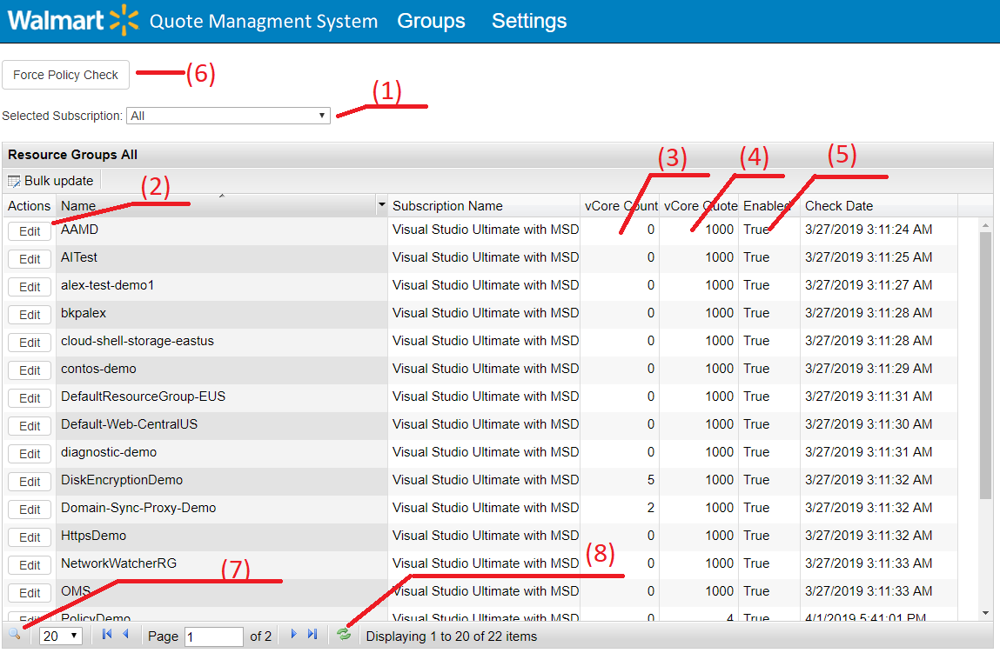 Walmart Quote Managment System Groups Settings
Force Policy Check (6)
(1)
Selected Subscription: All
Resource Groups All
(3) (4) (5)
Bulk update
(2)
Actions Name Subscription Name vCore Count vCore Quote Enabled Check Date
Edit AAMD Visual Studio Ultimate with MSD 0 1000 True 3/27/2019 3:11:24 AM
Edit AITest Visual Studio Ultimate with MSD 0 1000 True 3/27/2019 3:11:25 AM
Edit alex-test-demo1 Visual Studio Ultimate with MSD 0 1000 True 3/27/2019 3:11:27 AM
Edit bkpalex Visual Studio Ultimate with MSD 0 1000 True 3/27/2019 3:11:28 AM
Edit cloud-shell-storage-eastus Visual Studio Ultimate with MSD 0 1000 True 3/27/2019 3:11:28 AM
Edit contos-demo Visual Studio Ultimate with MSD 0 1000 True 3/27/2019 3:11:29 AM
Edit DefaultResourceGroup-EUS Visual Studio Ultimate with MSD 0 1000 True 3/27/2019 3:11:31 AM
Edit Default-Web-CentralUS Visual Studio Ultimate with MSD 0 1000 True 3/27/2019 3:11:30 AM
Edit diagnostic-demo Visual Studio Ultimate with MSD 0 1000 True 3/27/2019 3:11:31 AM
Edit DiskEncryptionDemo Visual Studio Ultimate with MSD 5 1000 True 3/27/2019 3:11:32 AM
Edit Domain-Sync-Proxy-Demo Visual Studio Ultimate with MSD 2 1000 True 3/27/2019 3:11:32 AM
Edit HttpsDemo Visual Studio Ultimate with MSD 0 1000 True 3/27/2019 3:11:32 AM
Edit NetworkWatcherRG Visual Studio Ultimate with MSD 0 1000 True 3/27/2019 3:11:33 AM
(7) (8)
Edit OMS Visual Studio Ultimate with MSD 0 1000 True 3/27/2019 3:11:33 AM
Edit PolicyDemo Visual Studio Ultimate with MSD 0 4 True 4/1/2019 5:41:01 PM
20 Page 1 of 2 Displaying 1 to 20 of 22 items